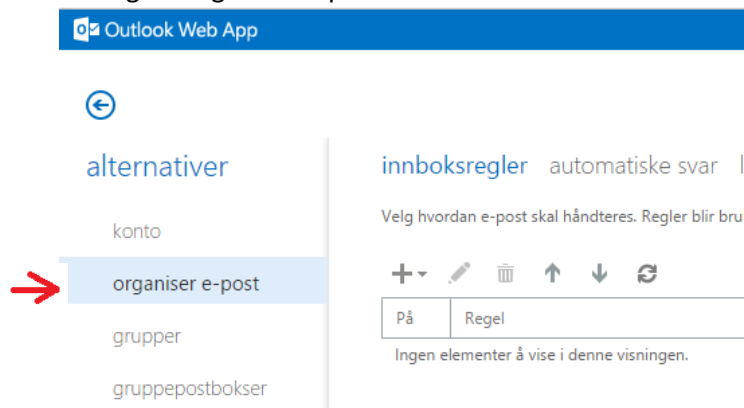 Outlook Web App
alternativer
innboksregler automatiske svar
Velg hvordan e-post skal håndteres. Regler blir bru
konto
organiser e-post
På Regel
grupper
Ingen elementer å vise i denne visningen.
gruppepostbokser